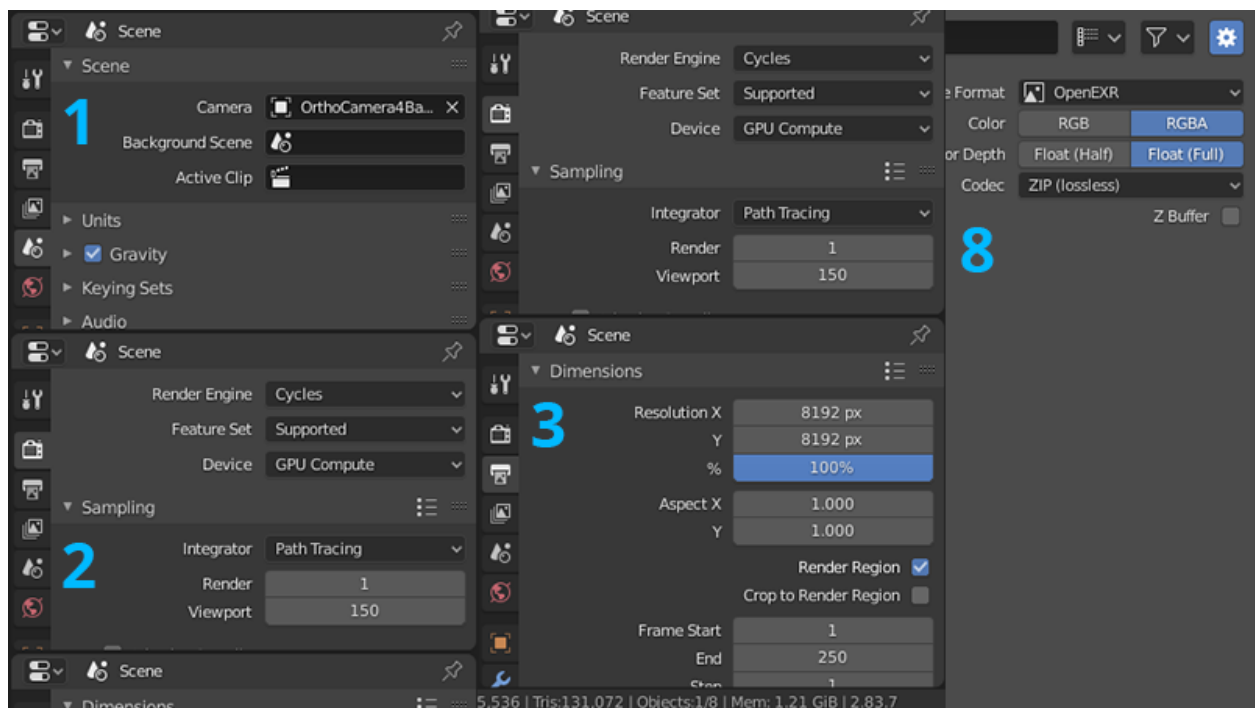 Scene
Scene
1
Camera OrthoCamera4Ba...
Background Scene
Active Clip
Units
Gravity
Keying Sets
Audio
Scene
Render Engine Cycles
Feature Set Supported
Device GPU Compute
Sampling
2
Integrator Path Tracing
Render 1
Viewport 150
Scene
Dimensions
Scene
Render Engine Cycles
Feature Set Supported
Device GPU Compute
Sampling
Integrator Path Tracing
Render 1
Viewport 150
Scene
Dimensions
3
Resolution X 8192 px
Y 8192 px
% 100%
Aspect X 1.000
Y 1.000
Render Region
Crop to Render Region
Frame Start 1
End 250
Step 1
5.536 | Tris:131.072 | Objects:1/8 | Mem: 1.21 GiB | 2.83.7
Format OpenEXR
Color RGB RGBA
or Depth Float (Half) Float (Full)
Codec ZIP (lossless)
Z Buffer
8